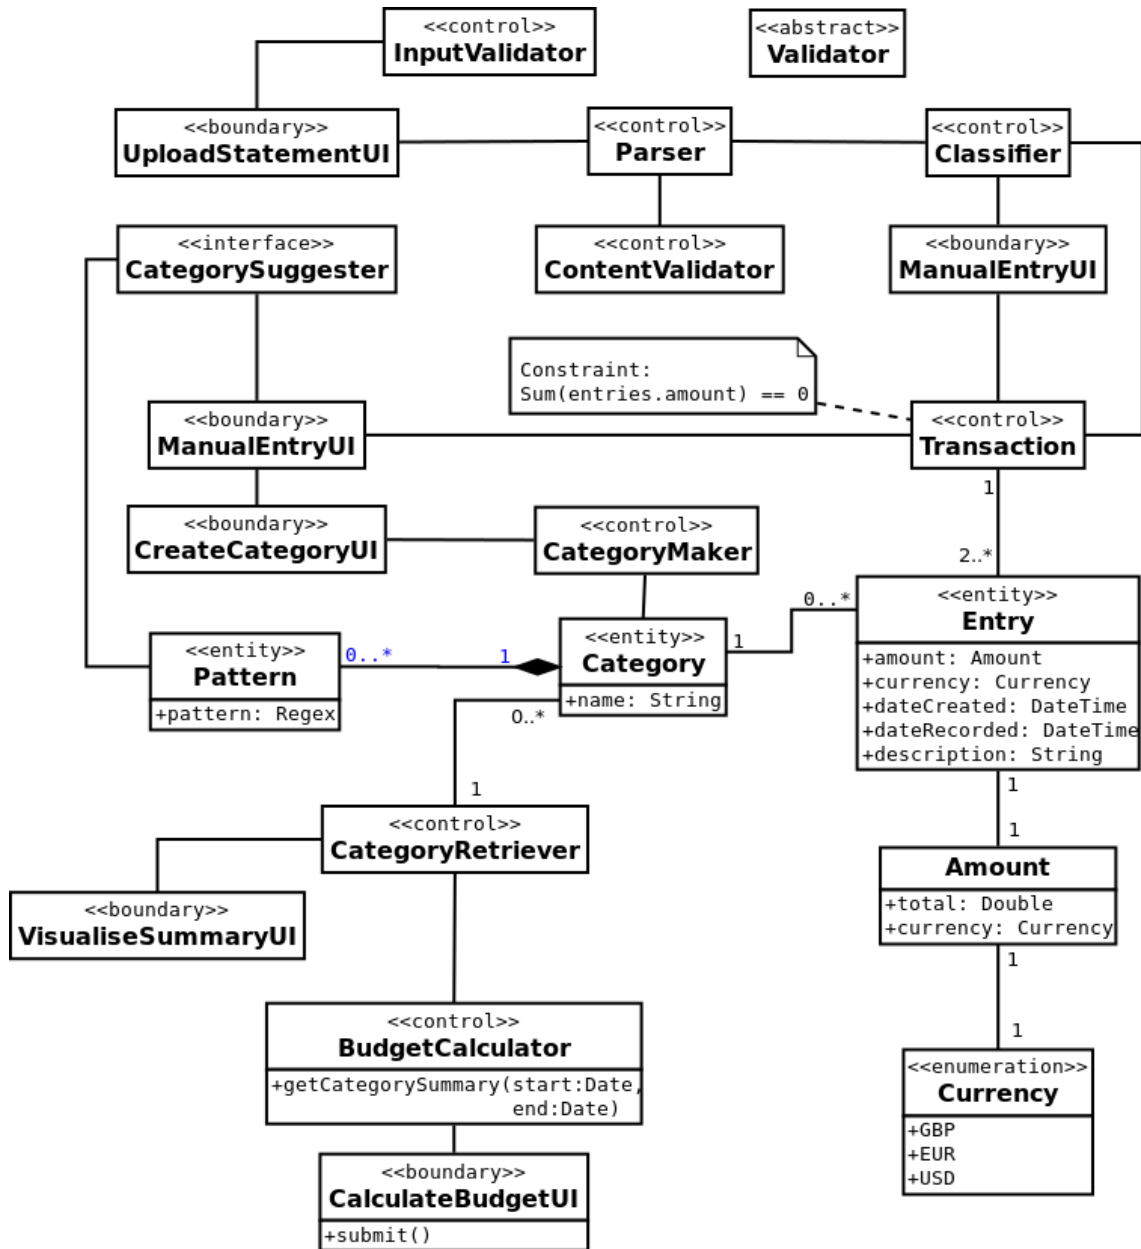 <<control>>
InputValidator
<<abstract>>
Validator
<<boundary>>
UploadStatementUI
<<control>>
Parser
<<control>>
Classifier
<<interface>>
CategorySuggester
<<control>>
ContentValidator
<<boundary>>
ManualEntryUI
Constraint:
Sum(entries.amount) == 0
<<boundary>>
ManualEntryUI
<<control>>
Transaction
1
2..*
<<boundary>>
CreateCategoryUI
<<control>>
CategoryMaker
<<entity>>
Entry
+amount: Amount
+currency: Currency
+dateCreated: DateTime
+dateRecorded: DateTime
+description: String
0..*
1
<<entity>>
Category
+name: String
1
0..*
<<entity>>
Pattern
+pattern: Regex
0..*
1
<<control>>
CategoryRetriever
1
1
Amount
+total: Double
+currency: Currency
<<boundary>>
VisualiseSummaryUI
1
1
<<control>>
BudgetCalculator
+getCategorySummary(start:Date,
end:Date)
<<enumeration>>
Currency
+GBP
+EUR
+USD
<<boundary>>
CalculateBudgetUI
+submit()